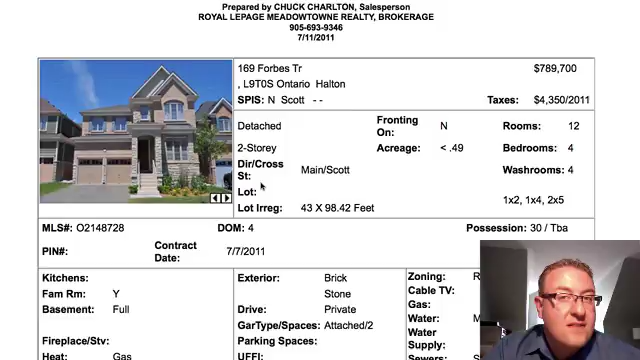 Prepared by CHUCK CHARLTON, Salesperson
ROYAL LEPAGE MEADOWTOWNE REALTY, BROKERAGE
905-693-9346
7/11/2011
169 Forbes Tr $789,700
, L9T0S Ontario Halton
SPIS: N Scott - - Taxes: $4,350/2011
Detached Fronting On: N Rooms: 12
2-Storey Acreage: < .49 Bedrooms: 4
Dir/Cross St: Main/Scott Washrooms: 4
Lot: 1x2, 1x4, 2x5
Lot Irreg: 43 X 98.42 Feet
MLS#: O2148728 DOM: 4 Possession: 30 / Tba
PIN#: Contract Date: 7/7/2011
Kitchens: Exterior: Brick Zoning: R
Fam Rm: Y Stone Cable TV:
Basement: Full Drive: Private Gas:
GarType/Spaces: Attached/2 Water: M
Fireplace/Stv: Parking Spaces: Water Supply:
Heat: Gas UFFI: Sewers: S